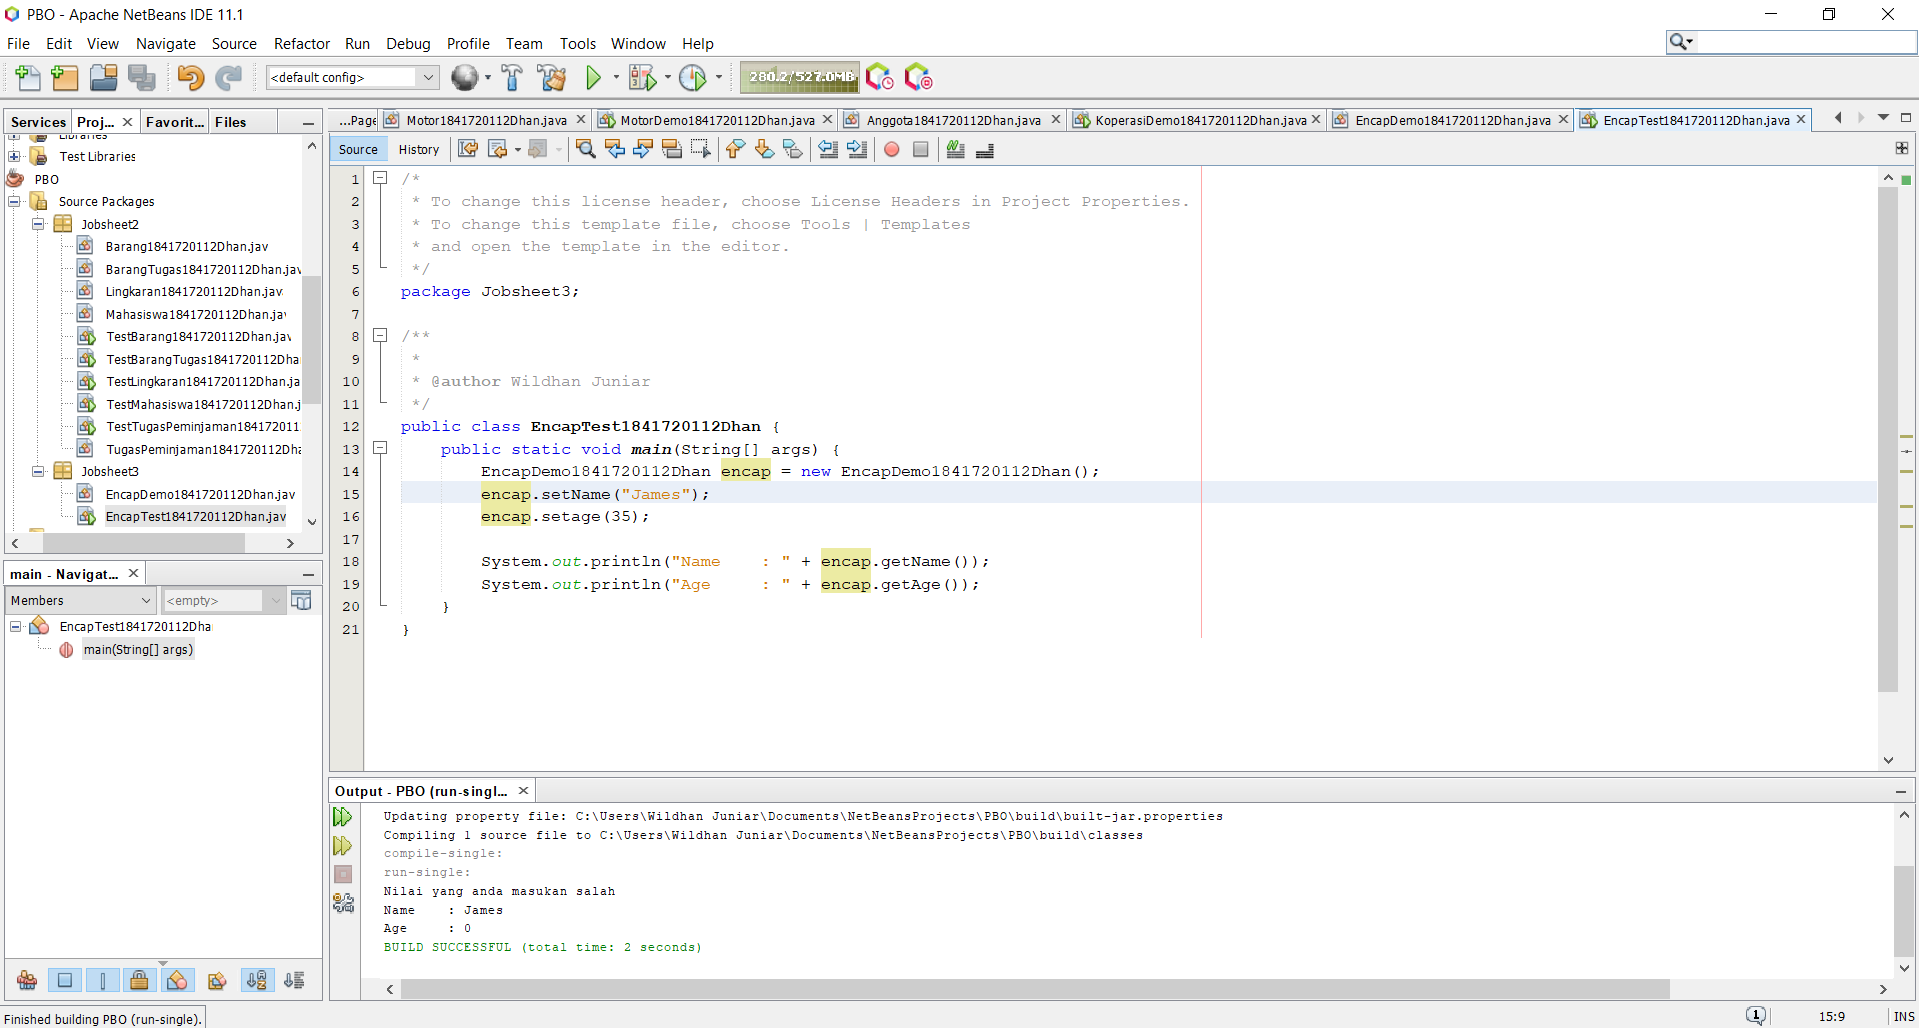 PBO - Apache NetBeans IDE 11.1
File Edit View Navigate Source Refactor Run Debug Profile Team Tools Window Help
<default config>
280.2/527.0MB
Services Proj... Favorit... Files
...Page Motor1841720112Dhan.java MotorDemo1841720112Dhan.java Anggota1841720112Dhan.java KoperasiDemo1841720112Dhan.java EncapDemo1841720112Dhan.java EncapTest1841720112Dhan.java
Source History
Libraries
Test Libraries
PBO
Source Packages
Jobsheet2
Barang1841720112Dhan.jav
BarangTugas1841720112Dhan.jav
Lingkaran1841720112Dhan.jav
Mahasiswa1841720112Dhan.jav
TestBarang1841720112Dhan.jav
TestBarangTugas1841720112Dha
TestLingkaran1841720112Dhan.ja
TestMahasiswa1841720112Dhan.j
TestTugasPeminjaman18417201 1
TugasPeminjaman1841720112Dha
Jobsheet3
EncapDemo1841720112Dhan.jav
EncapTest1841720112Dhan.jav
1 /*
2 * To change this license header, choose License Headers in Project Properties.
3 * To change this template file, choose Tools | Templates
4 * and open the template in the editor.
5 */
6 package Jobsheet3;
7
8 /**
9 *
10 * @author Wildhan Juniar
11 */
12 public class EncapTest1841720112Dhan {
13 public static void main(String[] args) {
14 EncapDemo1841720112Dhan encap = new EncapDemo1841720112Dhan();
15 encap.setName("James");
16 encap.setage(35);
17
18 System.out.println("Name    : " + encap.getName());
19 System.out.println("Age     : " + encap.getAge());
20 }
21 }
main - Navigat...
Members <empty>
EncapTest1841720112Dha
main(String[] args)
Output - PBO (run-singl...
Updating property file: C:\Users\Wildhan Juniar\Documents\NetBeansProjects\PBO\build\built-jar.properties
Compiling 1 source file to C:\Users\Wildhan Juniar\Documents\NetBeansProjects\PBO\build\classes
compile-single:
run-single:
Nilai yang anda masukan salah
Name    : James
Age     : 0
BUILD SUCCESSFUL (total time: 2 seconds)
Finished building PBO (run-single).
1 15:9 INS